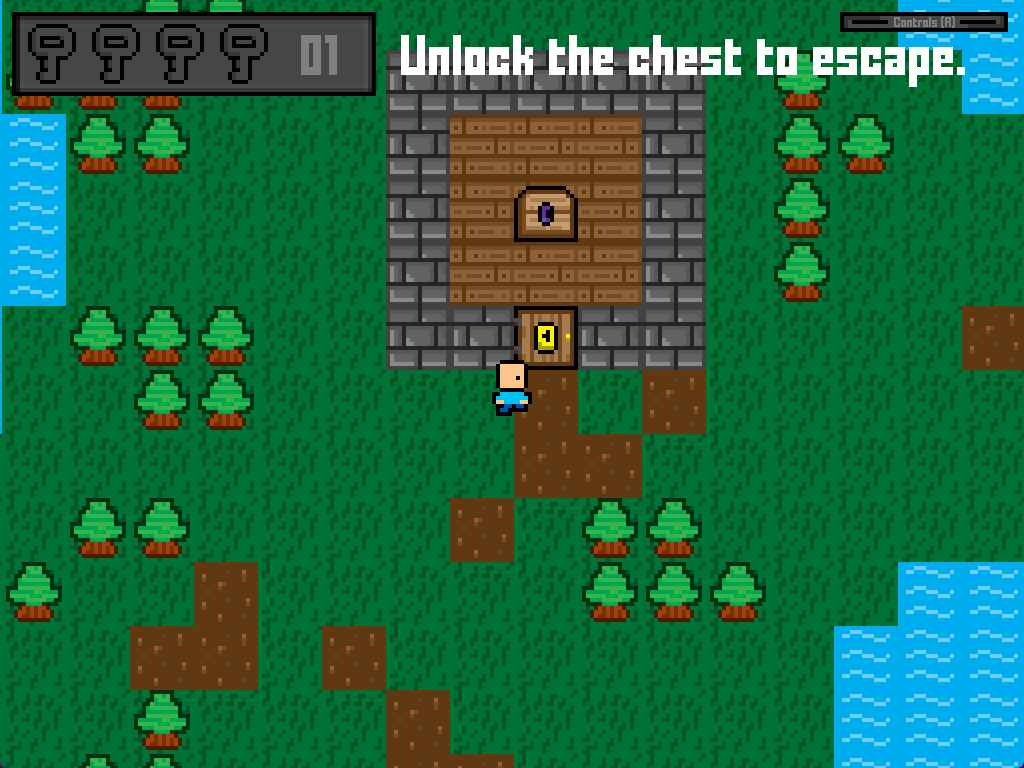 Controls (R)
01
Unlock the chest to escape.